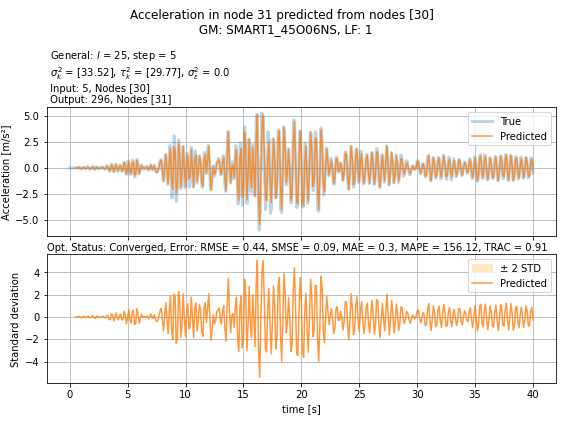 Acceleration in node 31 predicted from nodes [30]
GM: SMART1_45O06NS, LF: 1
General: l = 25, step = 5
σ²ₖ = [33.52], τ²ₖ = [29.77], σ²ε = 0.0
Input: 5, Nodes [30]
Output: 296, Nodes [31]
Acceleration [m/s²]
5.0
2.5
0.0
−2.5
−5.0
True
Predicted
Opt. Status: Converged, Error: RMSE = 0.44, SMSE = 0.09, MAE = 0.3, MAPE = 156.12, TRAC = 0.91
Standard deviation
4
2
0
−2
−4
± 2 STD
Predicted
0 5 10 15 20 25 30 35 40
time [s]